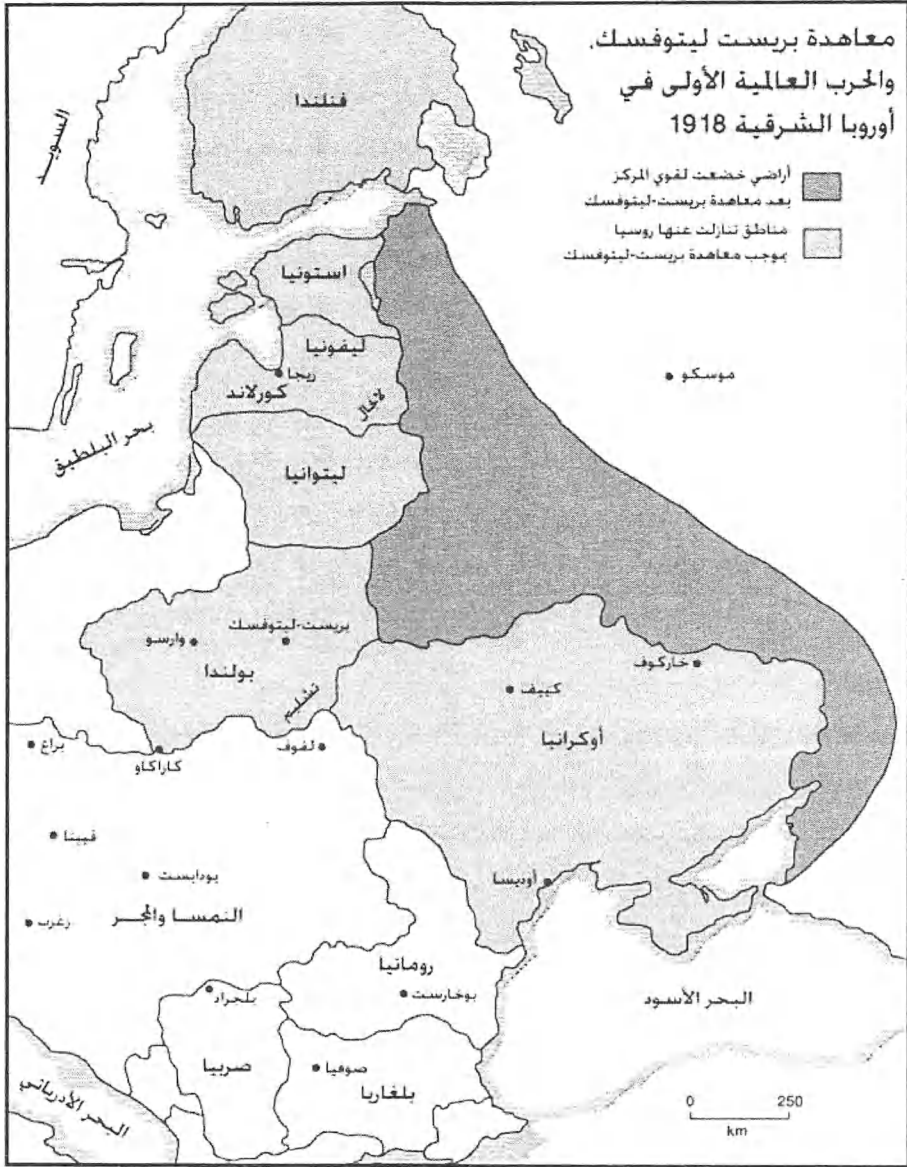 معاهدة بريست ليتوفسك.
والحرب العالمية الأولى في
أوروبا الشرقية 1918
أراضي خضعت لقوي المركز
بعد معاهدة بريست-ليتوفسك
مناطق تنازلت عنها روسيا
بموجب معاهدة بريست-ليتوفسك
فنلندا
السويد
استونيا
ليفونيا
ريجا
كورلاند
لاخال
موسكو
بحر البلطيق
ليتوانيا
بريست-ليتوفسك
وارسو
بولندا
تشليم
خاركوف
كييف
أوكرانيا
براغ
كاراكاو
لفوف
فيينا
بودابست
أوديسا
زغرب
النمسا والمجر
رومانيا
بوخارست
بلجراد
البحر الأسود
صربيا
صوفيا
بلغاريا
البحر الأدرياتي
0 250
km